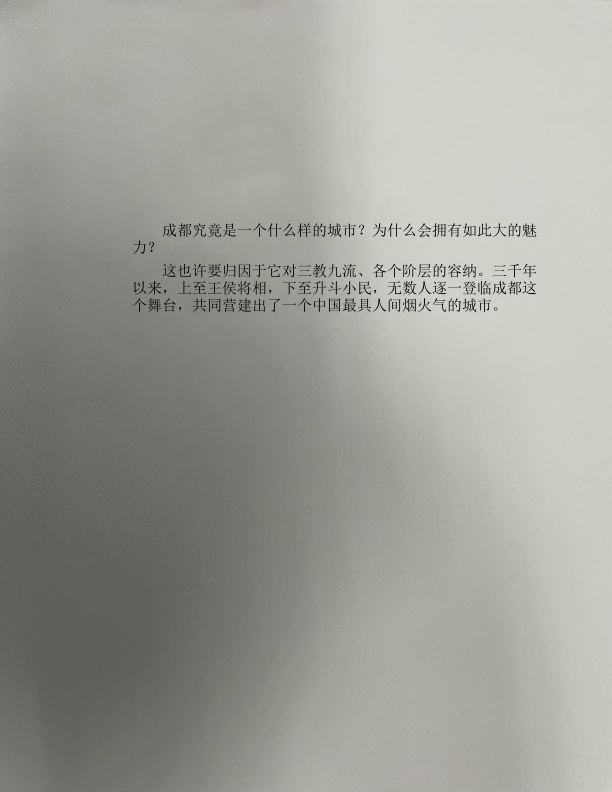 成都究竟是一个什么样的城市？为什么会拥有如此大的魅
力？
这也许要归因于它对三教九流、各个阶层的容纳。三千年
以来，上至王侯将相，下至升斗小民，无数人逐一登临成都这
个舞台，共同营建出了一个中国最具人间烟火气的城市。